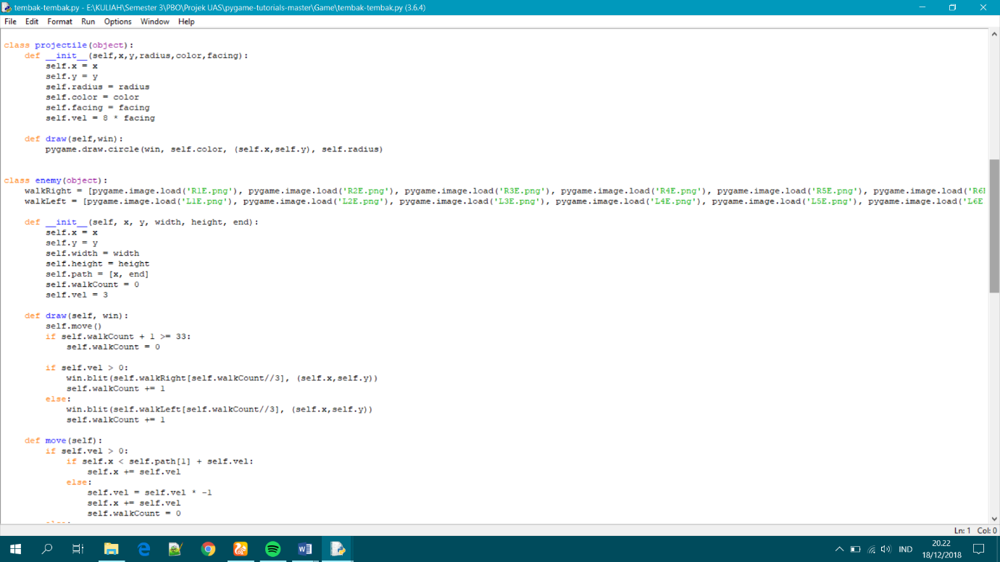 tembak-tembak.py - E:\KULIAH\Semester 3\PBO\Projek UAS\pygame-tutorials-master\Game\tembak-tembak.py (3.6.4)
File Edit Format Run Options Window Help
class projectile(object):
    def __init__(self,x,y,radius,color,facing):
        self.x = x
        self.y = y
        self.radius = radius
        self.color = color
        self.facing = facing
        self.vel = 8 * facing
    def draw(self,win):
        pygame.draw.circle(win, self.color, (self.x,self.y), self.radius)
class enemy(object):
    walkRight = [pygame.image.load('R1E.png'), pygame.image.load('R2E.png'), pygame.image.load('R3E.png'), pygame.image.load('R4E.png'), pygame.image.load('R5E.png'), pygame.image.load('R6E
    walkLeft = [pygame.image.load('L1E.png'), pygame.image.load('L2E.png'), pygame.image.load('L3E.png'), pygame.image.load('L4E.png'), pygame.image.load('L5E.png'), pygame.image.load('L6E
    def __init__(self, x, y, width, height, end):
        self.x = x
        self.y = y
        self.width = width
        self.height = height
        self.path = [x, end]
        self.walkCount = 0
        self.vel = 3
    def draw(self, win):
        self.move()
        if self.walkCount + 1 >= 33:
            self.walkCount = 0
        if self.vel > 0:
            win.blit(self.walkRight[self.walkCount//3], (self.x,self.y))
            self.walkCount += 1
        else:
            win.blit(self.walkLeft[self.walkCount//3], (self.x,self.y))
            self.walkCount += 1
    def move(self):
        if self.vel > 0:
            if self.x < self.path[1] + self.vel:
                self.x += self.vel
            else:
                self.vel = self.vel * -1
                self.x += self.vel
                self.walkCount = 0
Ln: 1 Col: 0
IND
20.22
18/12/2018